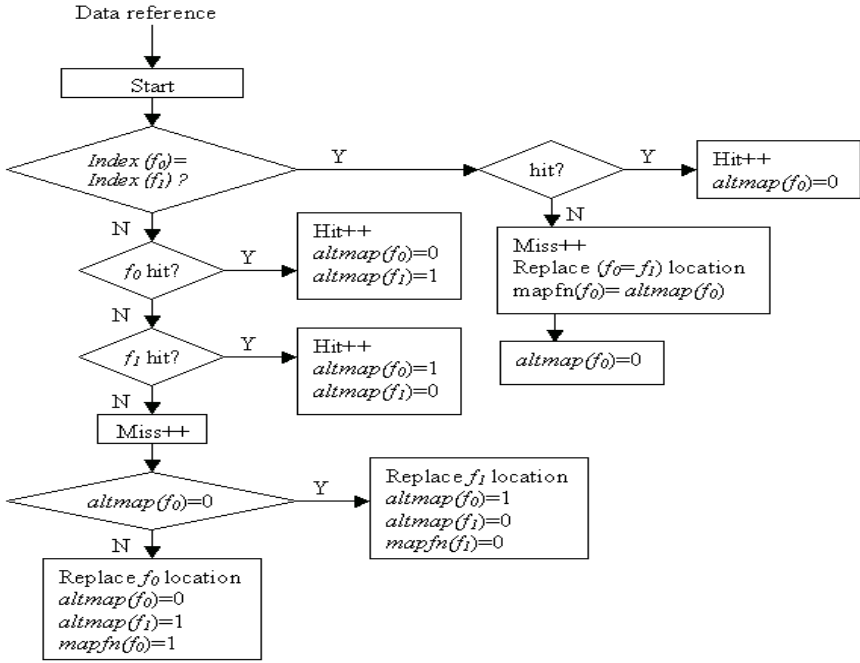 Data reference
Start
Index (f₀)=
Index (f₁) ?
Y
hit?
Y
Hit++
altmap(f₀)=0
N
N
Miss++
Replace (f₀= f₁) location
mapfn(f₀)= altmap(f₀)
altmap(f₀)=0
f₀ hit?
Y
Hit++
altmap(f₀)=0
altmap(f₁)=1
N
f₁ hit?
Y
Hit++
altmap(f₀)=1
altmap(f₁)=0
N
Miss++
altmap(f₀)=0
Y
Replace f₁ location
altmap(f₀)=1
altmap(f₁)=0
mapfn(f₁)=0
N
Replace f₀ location
altmap(f₀)=0
altmap(f₁)=1
mapfn(f₀)=1